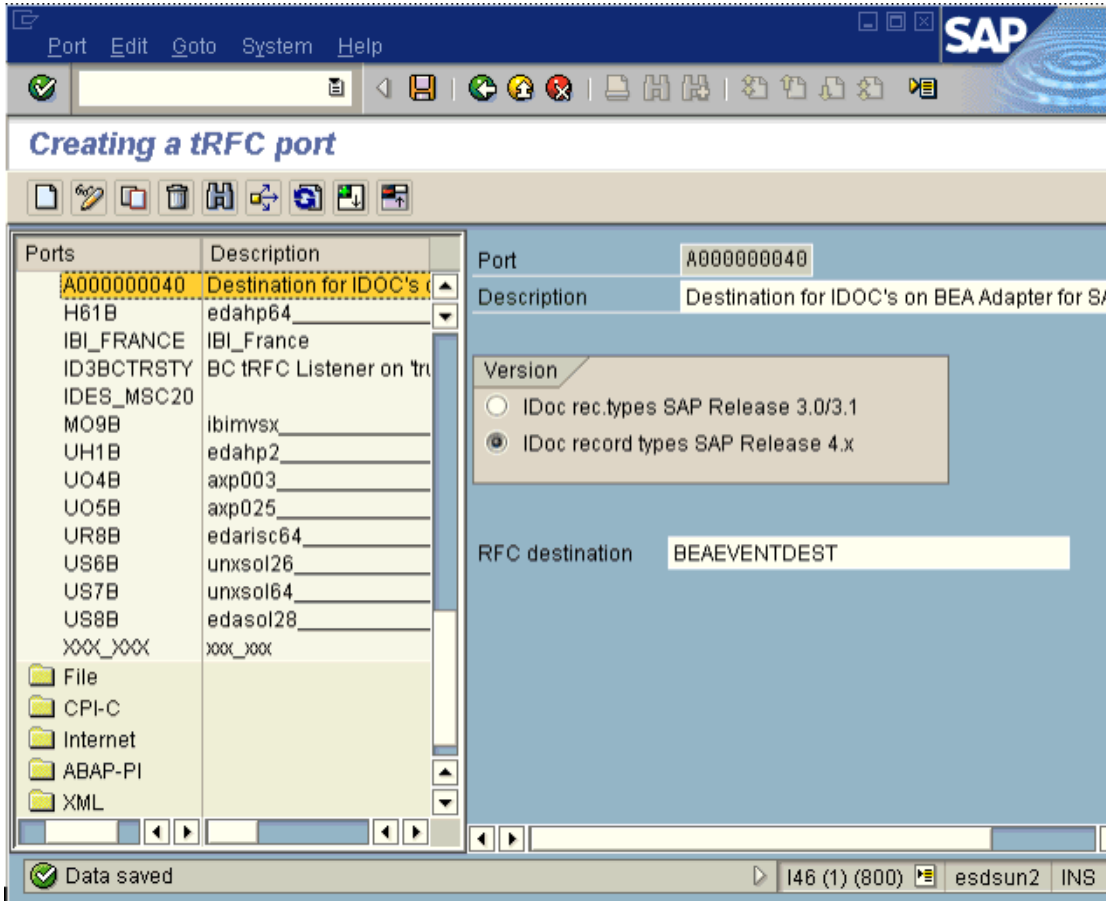 Port Edit Goto System Help
SAP
Creating a tRFC port
Ports Description
A000000040 Destination for IDOC's
H61B edahp64
IBI_FRANCE IBI_France
ID3BCTRSTY BC tRFC Listener on 'tru
IDES_MSC20
MO9B ibimvsx
UH1B edahp2
UO4B axp003
UO5B axp025
UR8B edarisc64
US6B unxsol26
US7B unxsol64
US8B edasol28
XXX_XXX xxx_xxx
File
CPI-C
Internet
ABAP-PI
XML
Port A000000040
Description Destination for IDOC's on BEA Adapter for SA
Version
IDoc rec.types SAP Release 3.0/3.1
IDoc record types SAP Release 4.x
RFC destination BEAEVENTDEST
Data saved I46 (1) (800) esdsun2 INS